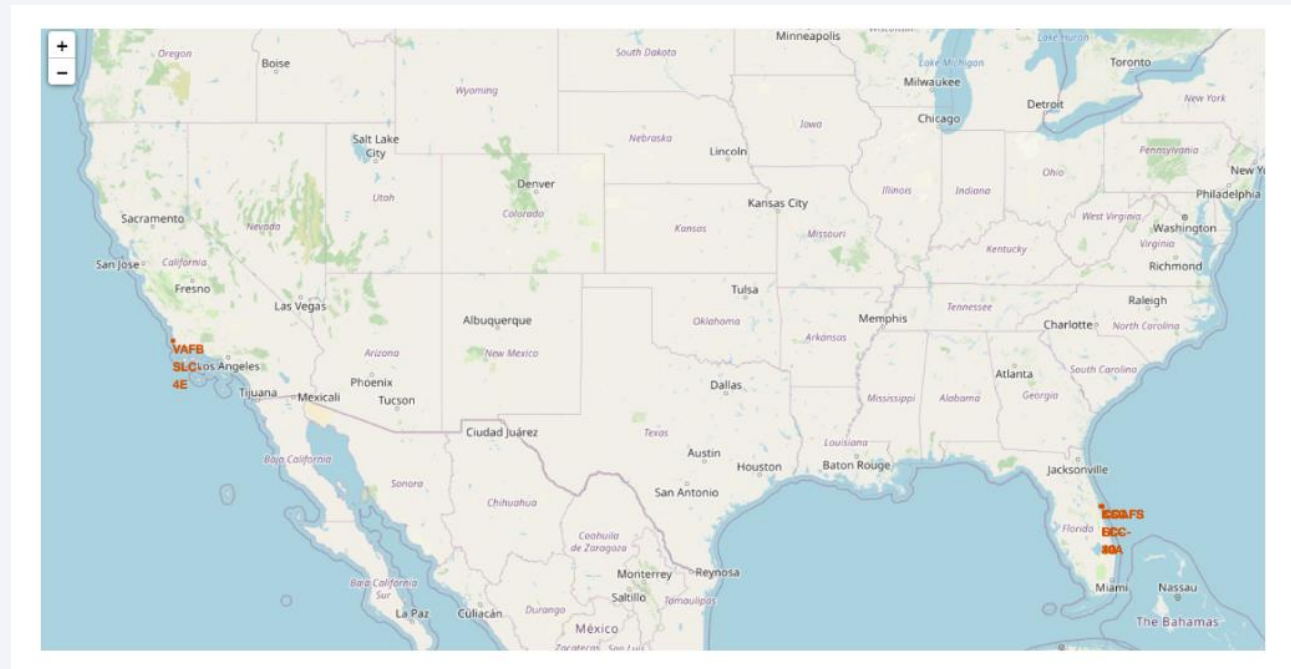 +
−
Oregon
Boise
South Dakota
Minneapolis
Lake Huron
Lake Michigan
Toronto
Wyoming
Milwaukee
Detroit
New York
Chicago
Iowa
Nebraska
Salt Lake
City
Lincoln
Pennsylvania
Denver
Utah
Colorado
Illinois
Indiana
Ohio
Philadelphia
Kansas City
Sacramento
Nevada
Kansas
Missouri
West Virginia
Washington
Virginia
Kentucky
San Jose
California
Richmond
Fresno
Las Vegas
Tulsa
Raleigh
Albuquerque
Oklahoma
Memphis
Tennessee
Charlotte
North Carolina
VAFB
SLC-
4E
Los Angeles
Arizona
New Mexico
Arkansas
Atlanta
South Carolina
Phoenix
Tucson
Tijuana
Mexicali
Dallas
Mississippi
Alabama
Georgia
Ciudad Juárez
Texas
Louisiana
Austin
Houston
Baton Rouge
Jacksonville
Baja California
Sonora
San Antonio
Chihuahua
Florida
Coahuila
de Zaragoza
Monterrey
Reynosa
Miami
Nassau
Baja California
Sur
Saltillo
Tamaulipas
La Paz
Culiacán
Durango
México
The Bahamas
Zacatecas
San Luis